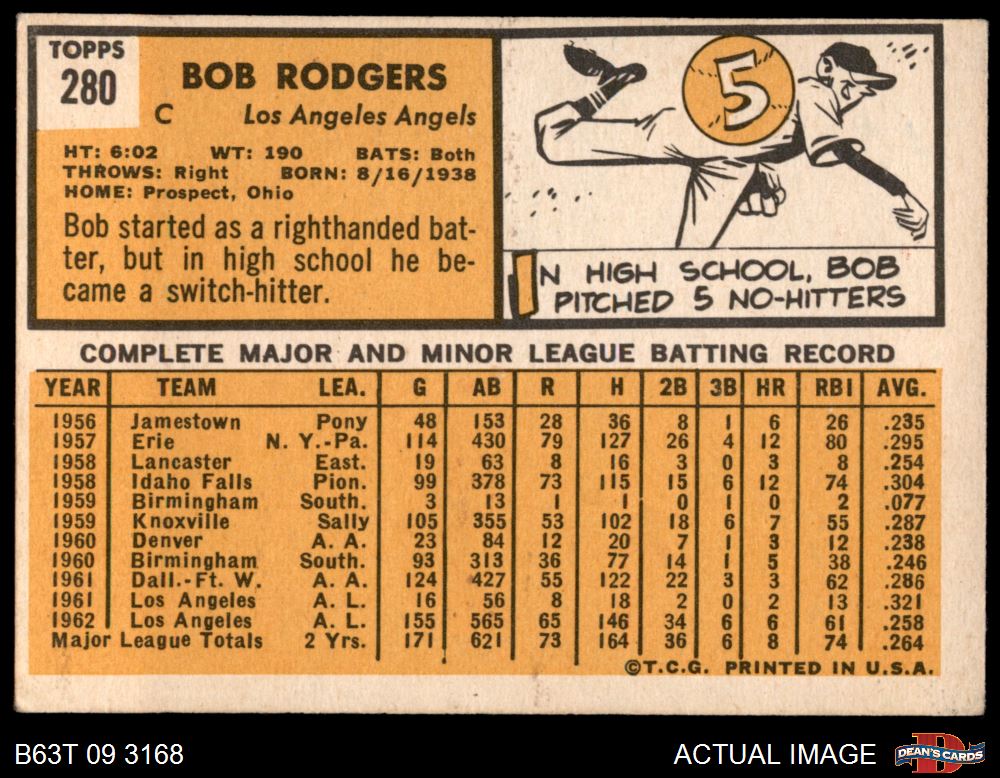 TOPPS
280
BOB RODGERS
C Los Angeles Angels
HT: 6:02 WT: 190 BATS: Both
THROWS: Right BORN: 8/16/1938
HOME: Prospect, Ohio
Bob started as a righthanded bat-
ter, but in high school he be-
came a switch-hitter.
5
IN HIGH SCHOOL, BOB
PITCHED 5 NO-HITTERS
COMPLETE MAJOR AND MINOR LEAGUE BATTING RECORD
YEAR TEAM LEA. G AB R H 2B 3B HR RBI AVG.
1956 Jamestown Pony 48 153 28 36 8 1 6 26 .235
1957 Erie N. Y.-Pa. 114 430 79 127 26 4 12 80 .295
1958 Lancaster East. 19 63 8 16 3 0 3 8 .254
1958 Idaho Falls Pion. 99 378 73 115 15 6 12 74 .304
1959 Birmingham South. 3 13 1 1 0 1 0 2 .077
1959 Knoxville Sally 105 355 53 102 18 6 7 55 .287
1960 Denver A. A. 23 84 12 20 7 1 3 12 .238
1960 Birmingham South. 93 313 36 77 14 1 5 38 .246
1961 Dall.-Ft. W. A. A. 124 427 55 122 22 3 3 62 .286
1961 Los Angeles A. L. 16 56 8 18 2 0 2 13 .321
1962 Los Angeles A. L. 155 565 65 146 34 6 6 61 .258
Major League Totals 2 Yrs. 171 621 73 164 36 6 8 74 .264
©T.C.G. PRINTED IN U.S.A.
B63T 09 3168 ACTUAL IMAGE DEAN'S CARDS